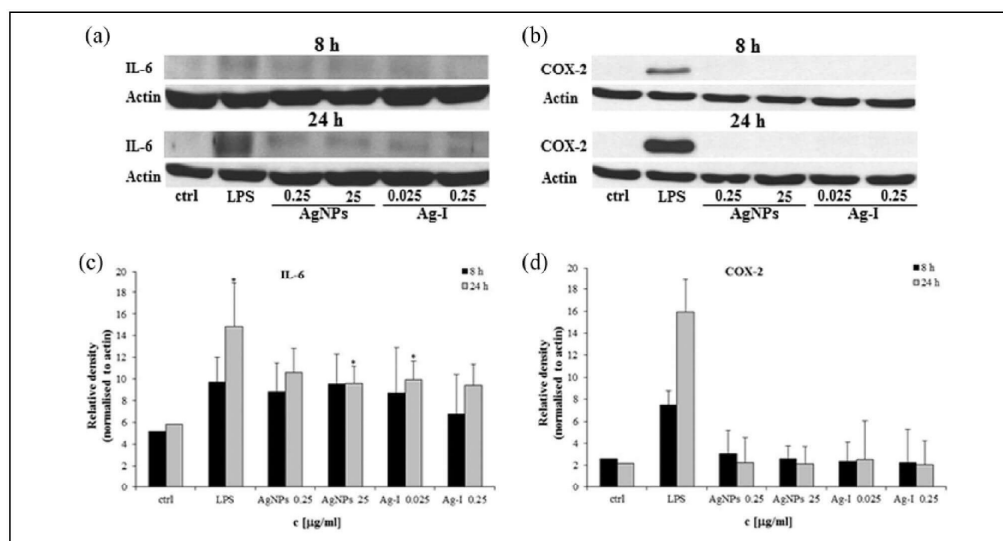 (a)
8 h
IL-6
Actin
24 h
IL-6
Actin
ctrl LPS 0.25 25 0.025 0.25
AgNPs Ag-I
(b)
8 h
COX-2
Actin
24 h
COX-2
Actin
ctrl LPS 0.25 25 0.025 0.25
AgNPs Ag-I
(c)
IL-6
8 h
24 h
Relative density
(normalised to actin)
20
18
16
14
12
10
8
6
4
2
0
*
*
*
ctrl LPS AgNPs 0.25 AgNPs 25 Ag-I 0.025 Ag-I 0.25
c [µg/ml]
(d)
COX-2
8 h
24 h
Relative density
(normalised to actin)
20
18
16
14
12
10
8
6
4
2
0
ctrl LPS AgNPs 0.25 AgNPs 25 Ag-I 0.025 Ag-I 0.25
c [µg/ml]